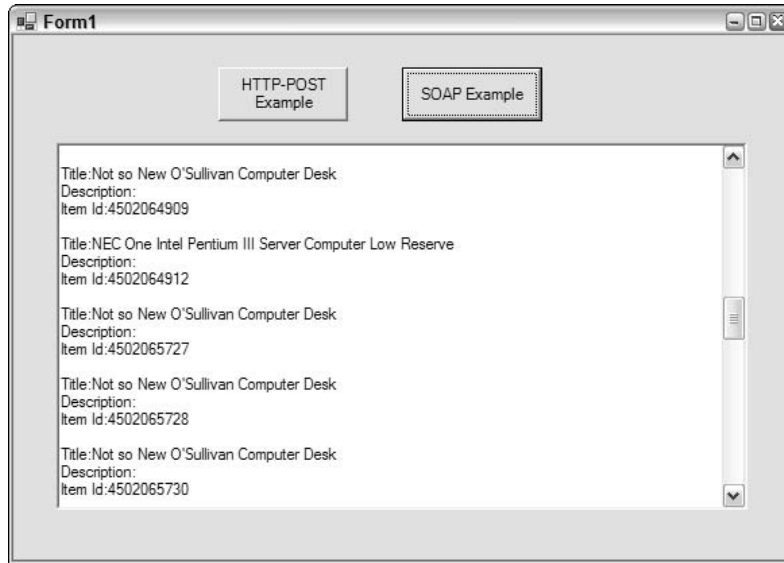 Form1
HTTP-POST
Example
SOAP Example
Title:Not so New O'Sullivan Computer Desk
Description:
Item Id:4502064909
Title:NEC One Intel Pentium III Server Computer Low Reserve
Description:
Item Id:4502064912
Title:Not so New O'Sullivan Computer Desk
Description:
Item Id:4502065727
Title:Not so New O'Sullivan Computer Desk
Description:
Item Id:4502065728
Title:Not so New O'Sullivan Computer Desk
Description:
Item Id:4502065730